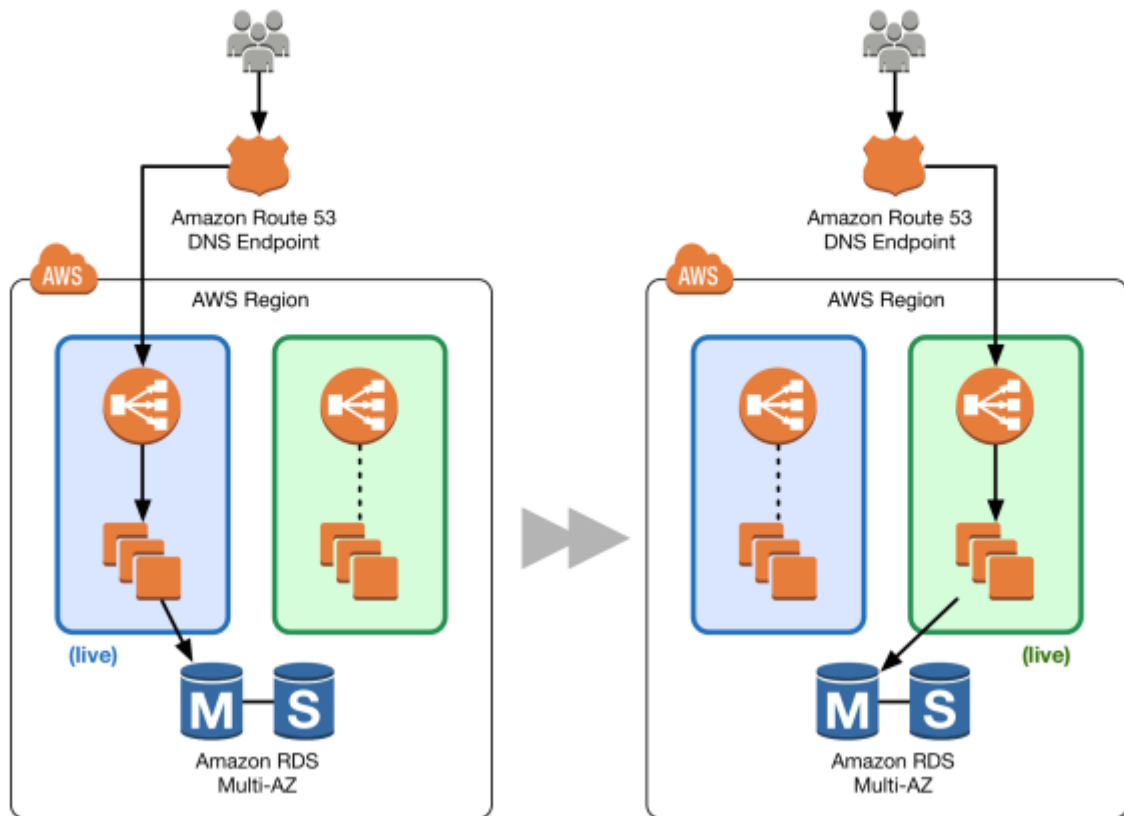 Amazon Route 53
DNS Endpoint
AWS
AWS Region
(live)
M
S
Amazon RDS
Multi-AZ
Amazon Route 53
DNS Endpoint
AWS
AWS Region
(live)
M
S
Amazon RDS
Multi-AZ